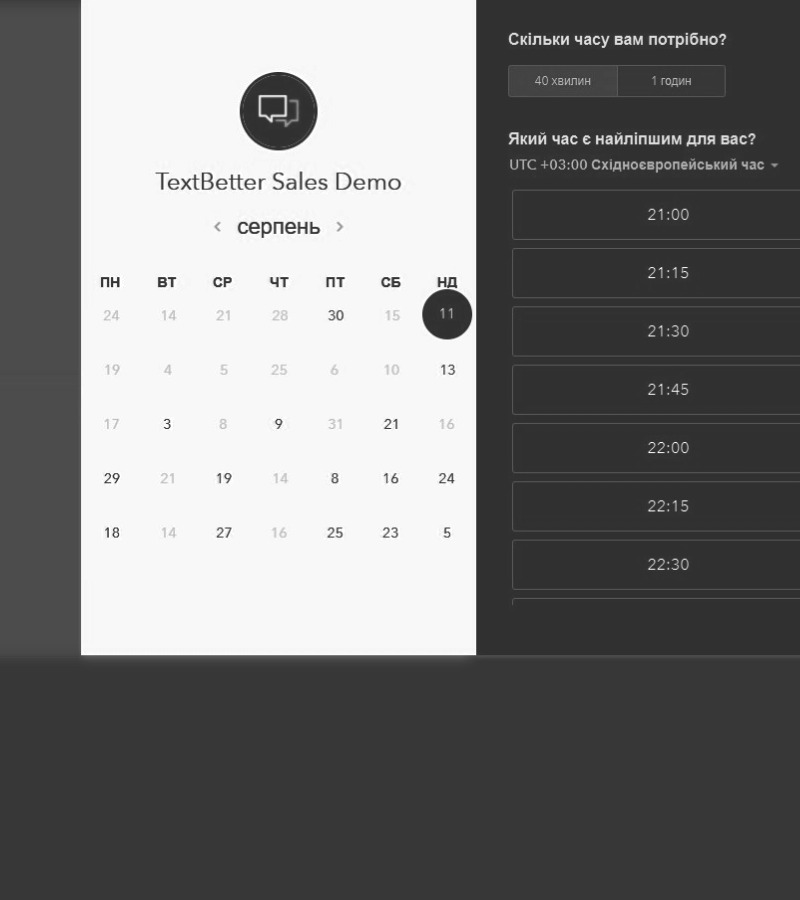 TextBetter Sales Demo
серпень
ПН ВТ СР ЧТ ПТ СБ НД
24 14 21 28 30 15 11
19 4 5 25 6 10 13
17 3 8 9 31 21 16
29 21 19 14 8 16 24
18 14 27 16 25 23 5
Скільки часу вам потрібно?
40 хвилин 1 годин
Який час є найліпшим для вас?
UTC +03:00 Східноєвропейський час
21:00
21:15
21:30
21:45
22:00
22:15
22:30